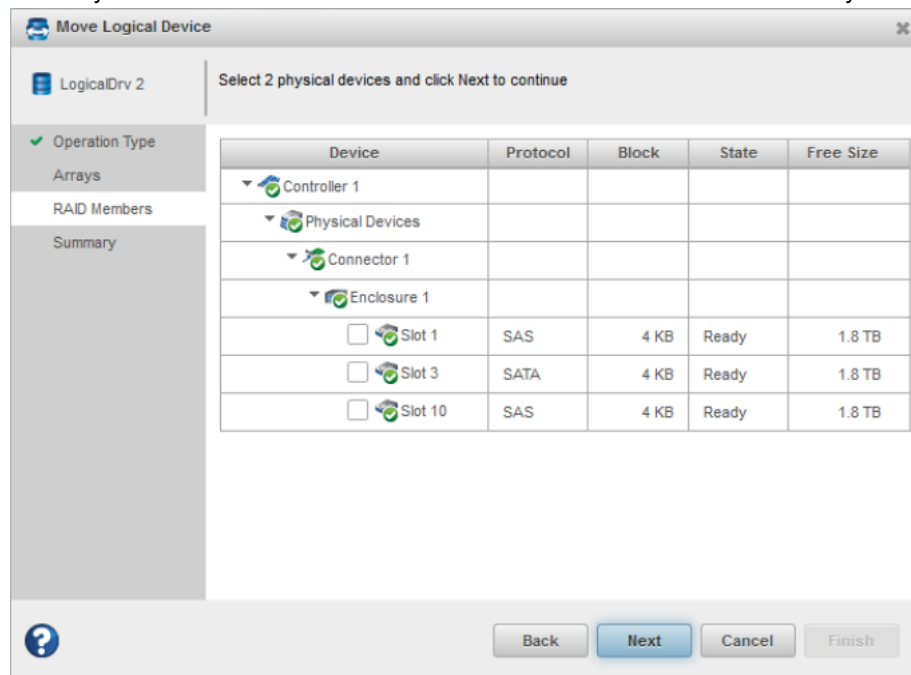 Move Logical Device
LogicalDrv 2
Select 2 physical devices and click Next to continue
Operation Type
Arrays
RAID Members
Summary
Device Protocol Block State Free Size
Controller 1
Physical Devices
Connector 1
Enclosure 1
Slot 1 SAS 4 KB Ready 1.8 TB
Slot 3 SATA 4 KB Ready 1.8 TB
Slot 10 SAS 4 KB Ready 1.8 TB
? Back Next Cancel Finish